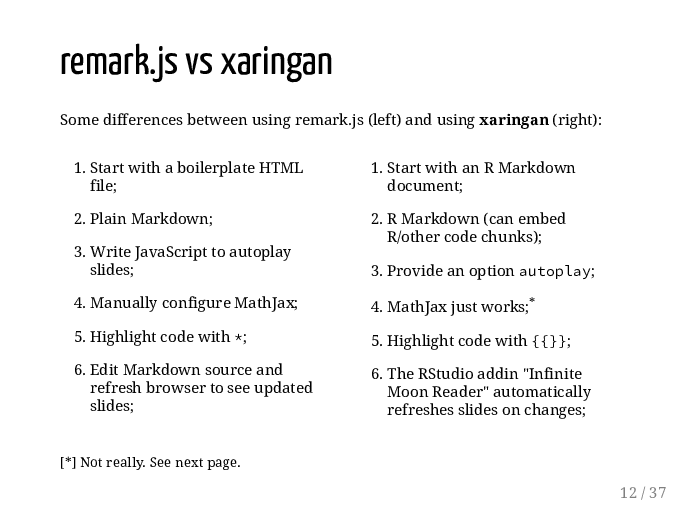 remark.js vs xaringan
Some differences between using remark.js (left) and using xaringan (right):
1. Start with a boilerplate HTML
file;
2. Plain Markdown;
3. Write JavaScript to autoplay
slides;
4. Manually configure MathJax;
5. Highlight code with *;
6. Edit Markdown source and
refresh browser to see updated
slides;
1. Start with an R Markdown
document;
2. R Markdown (can embed
R/other code chunks);
3. Provide an option autoplay;
4. MathJax just works;*
5. Highlight code with {{}};
6. The RStudio addin "Infinite
Moon Reader" automatically
refreshes slides on changes;
[*] Not really. See next page.
12 / 37